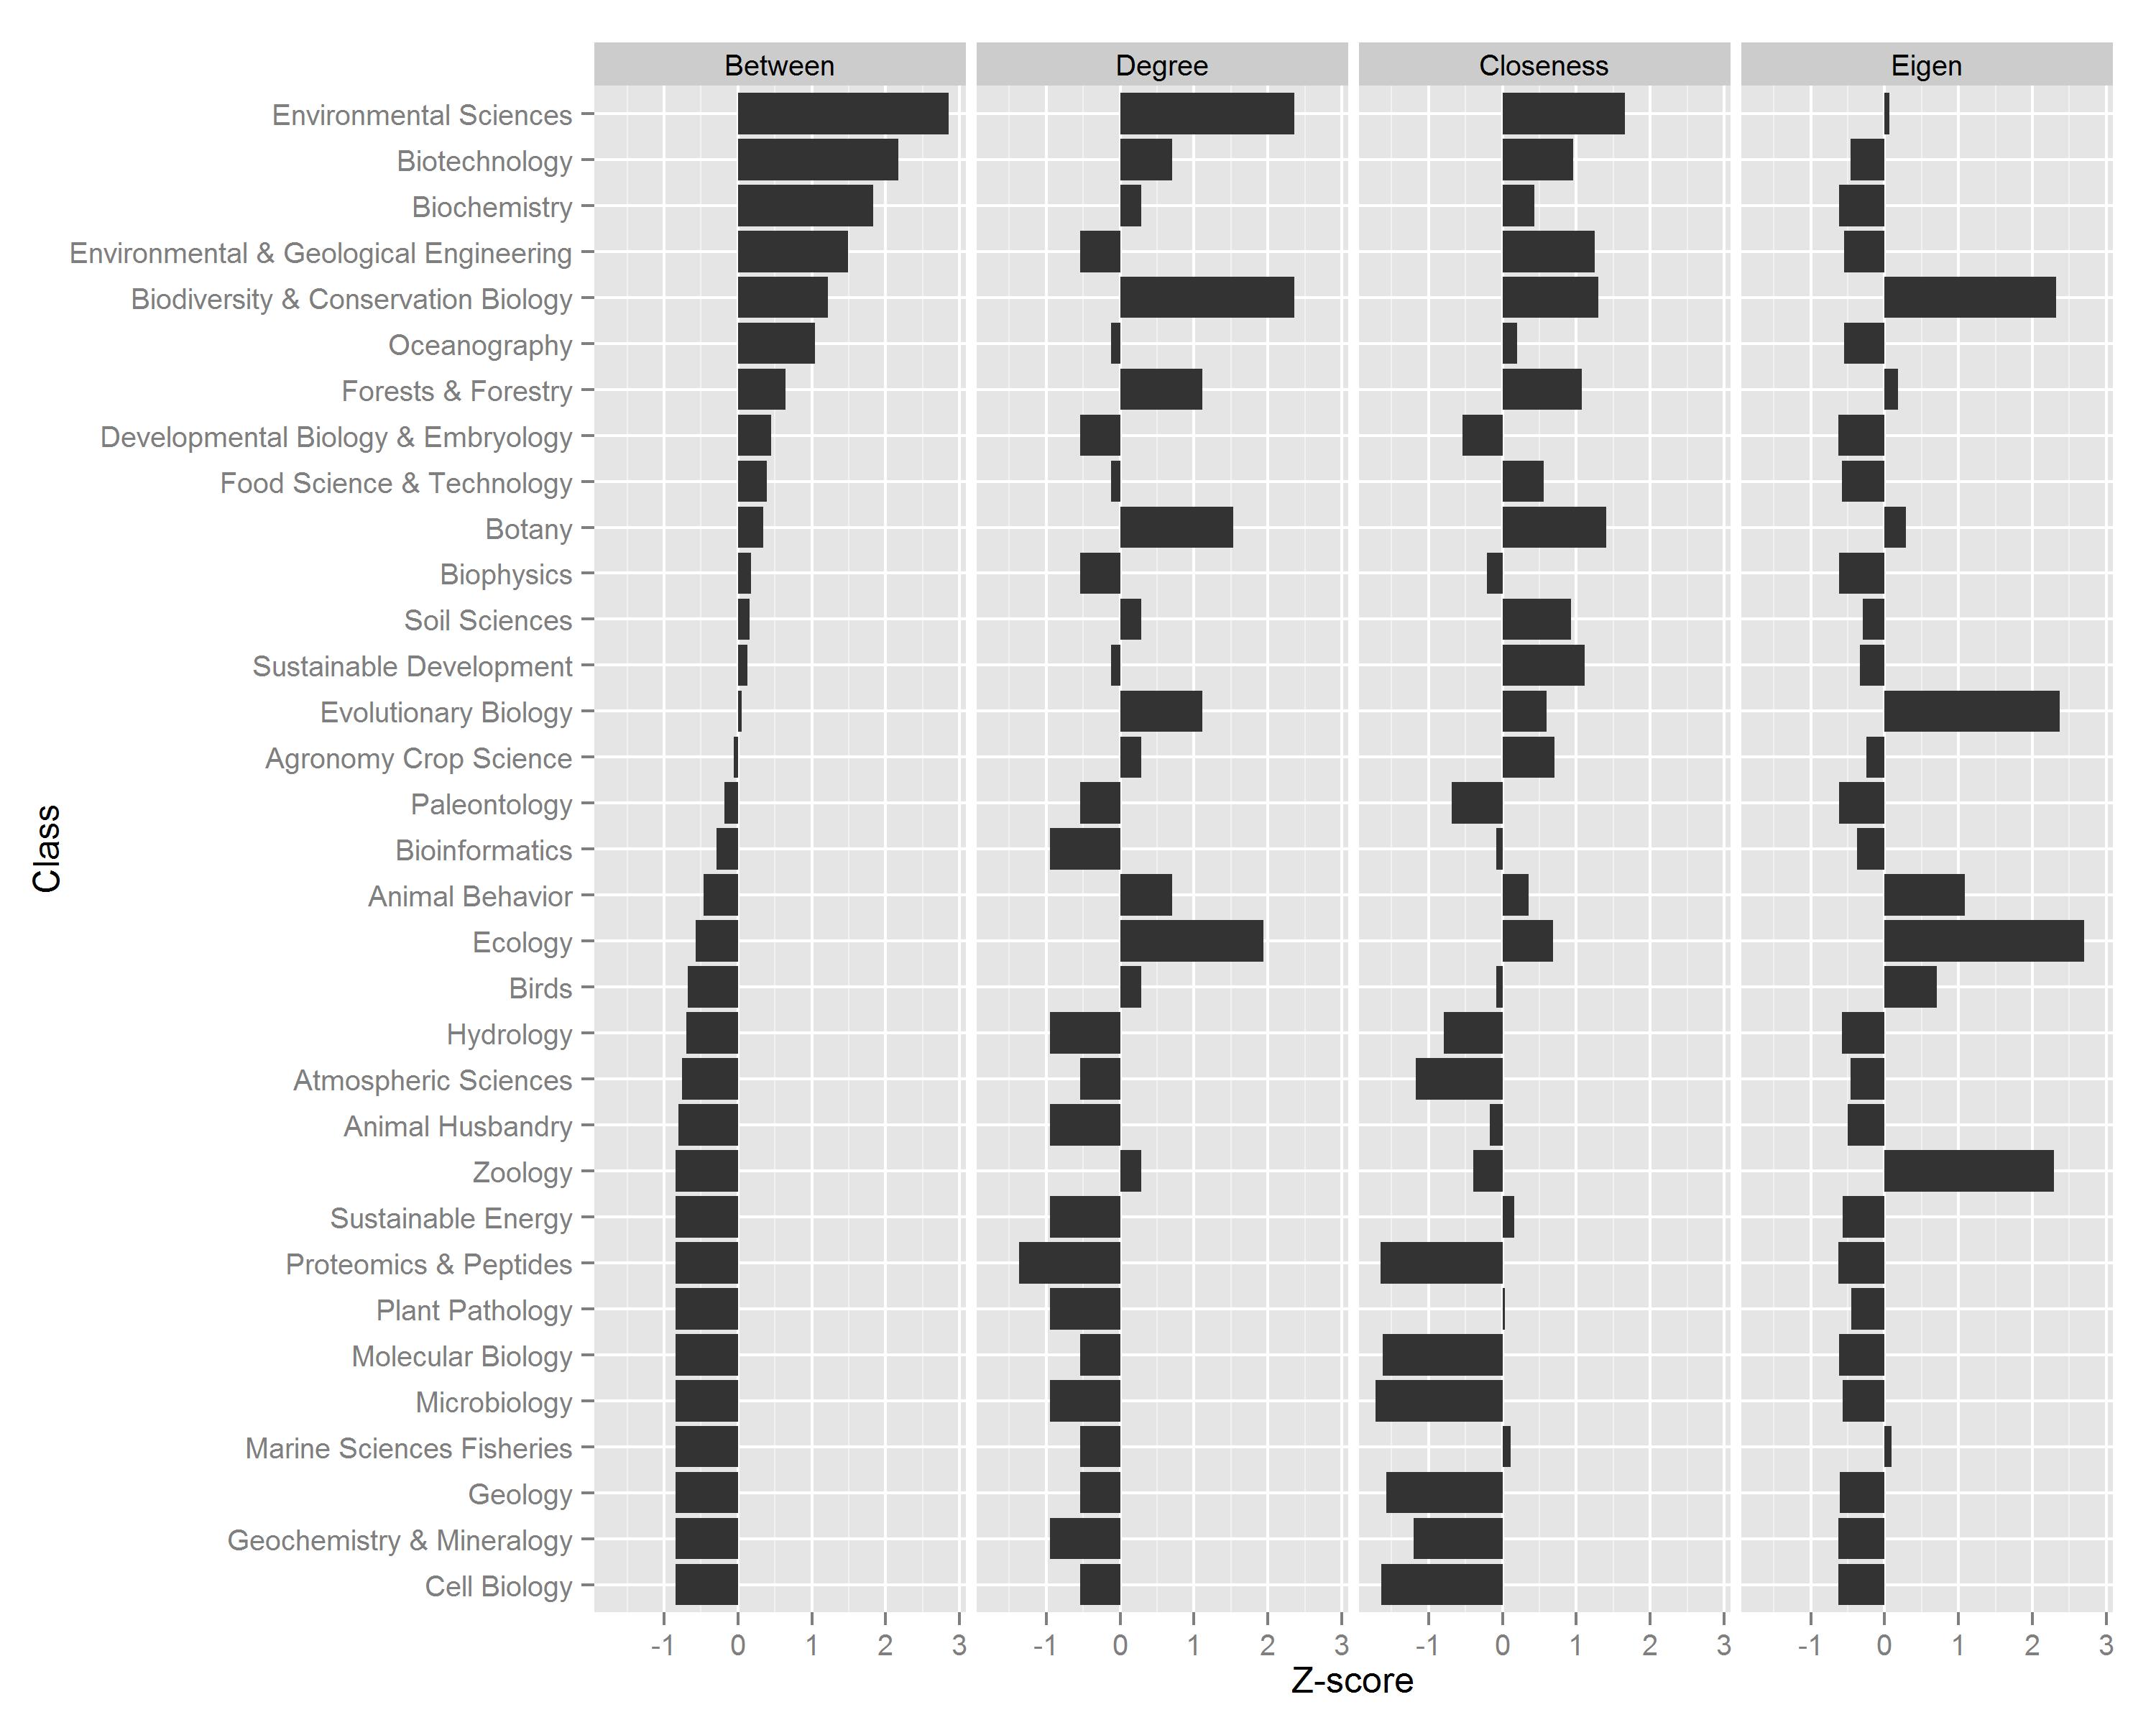 Between Degree Closeness Eigen
Environmental Sciences
Biotechnology
Biochemistry
Environmental & Geological Engineering
Biodiversity & Conservation Biology
Oceanography
Forests & Forestry
Developmental Biology & Embryology
Food Science & Technology
Botany
Biophysics
Soil Sciences
Sustainable Development
Evolutionary Biology
Agronomy Crop Science
Paleontology
Bioinformatics
Animal Behavior
Ecology
Birds
Hydrology
Atmospheric Sciences
Animal Husbandry
Zoology
Sustainable Energy
Proteomics & Peptides
Plant Pathology
Molecular Biology
Microbiology
Marine Sciences Fisheries
Geology
Geochemistry & Mineralogy
Cell Biology
Class
-1 0 1 2 3 -1 0 1 2 3 -1 0 1 2 3 -1 0 1 2 3
Z-score